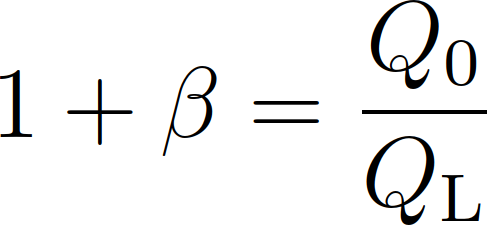 1 + β = Q₀ / Q_L